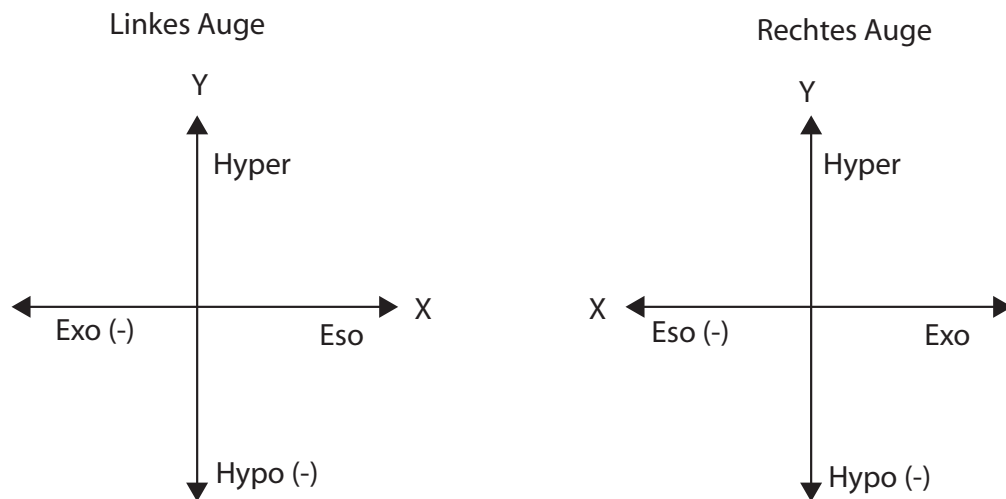 Linkes Auge
Y
Hyper
X
Exo (-)
Eso
Hypo (-)
Rechtes Auge
Y
Hyper
X
Eso (-)
Exo
Hypo (-)